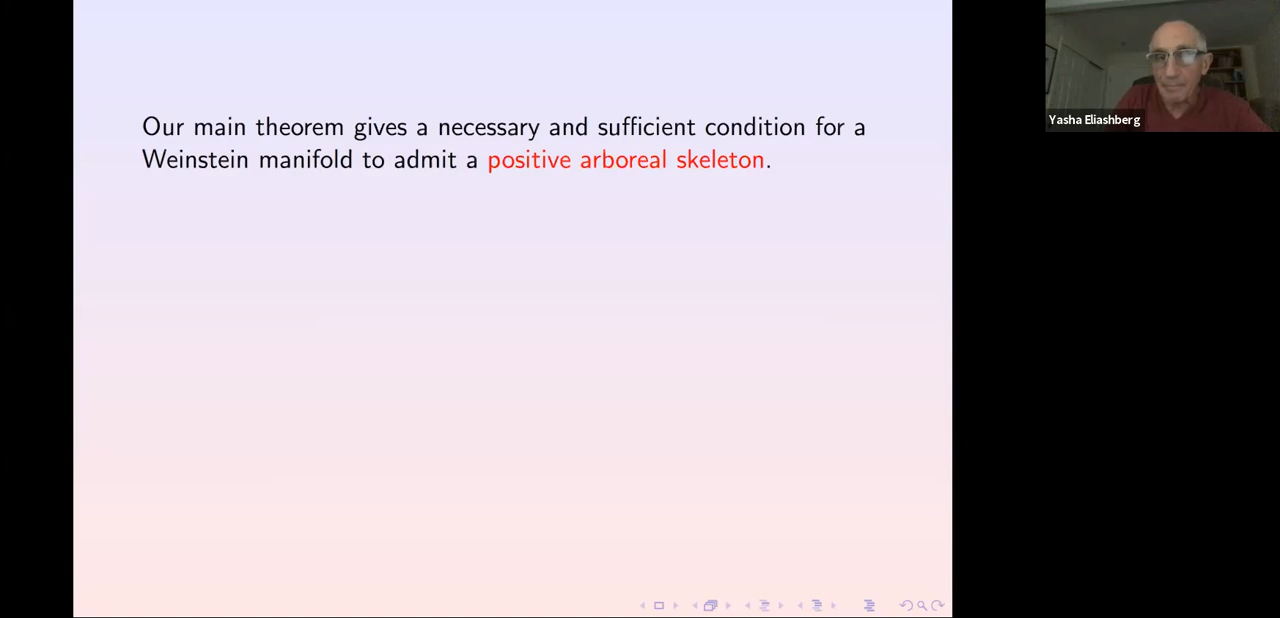 Our main theorem gives a necessary and sufficient condition for a
Weinstein manifold to admit a positive arboreal skeleton.
Yasha Eliashberg